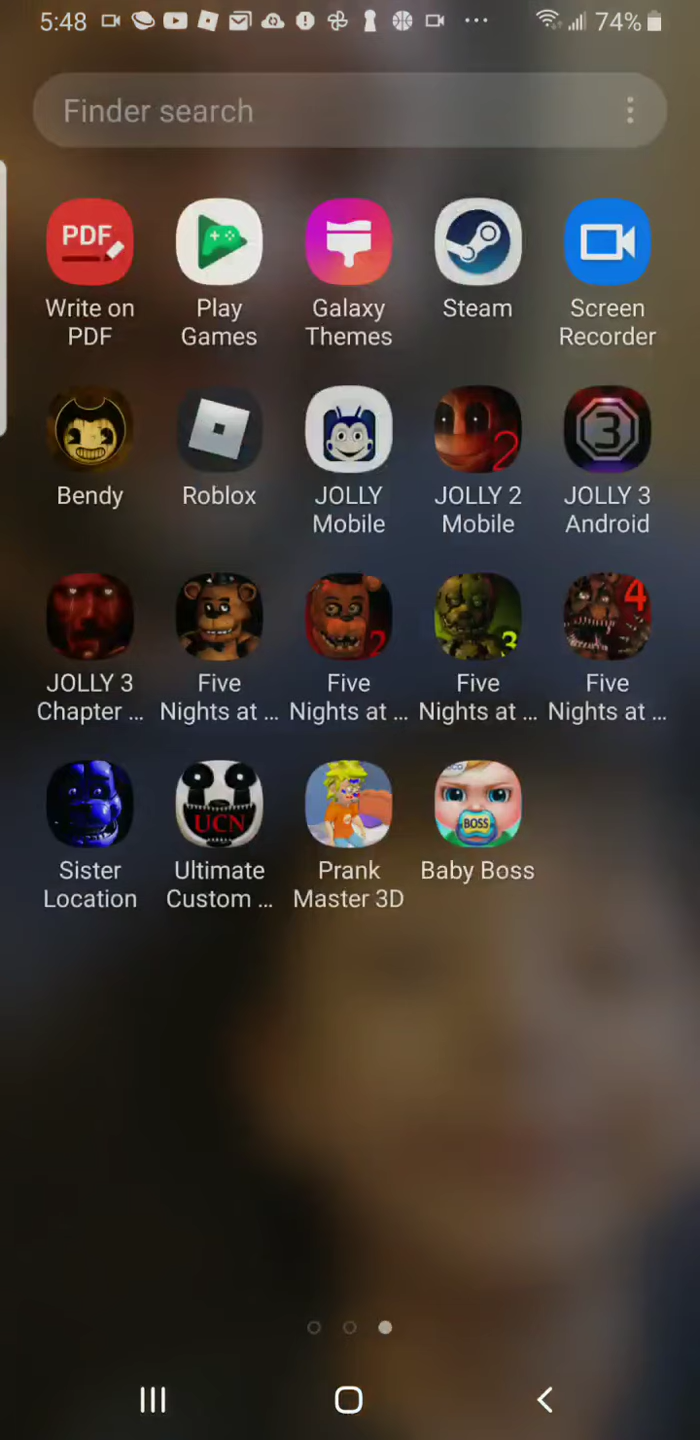 5:48 74%
Finder search
PDF
Write on
PDF
Play
Games
Galaxy
Themes
Steam
Screen
Recorder
Bendy
Roblox
JOLLY
Mobile
2
JOLLY 2
Mobile
3
JOLLY 3
Android
JOLLY 3
Chapter ...
Five
Nights at ...
2
Five
Nights at ...
3
Five
Nights at ...
4
Five
Nights at ...
Sister
Location
UCN
Ultimate
Custom ...
Prank
Master 3D
BOSS
Baby Boss